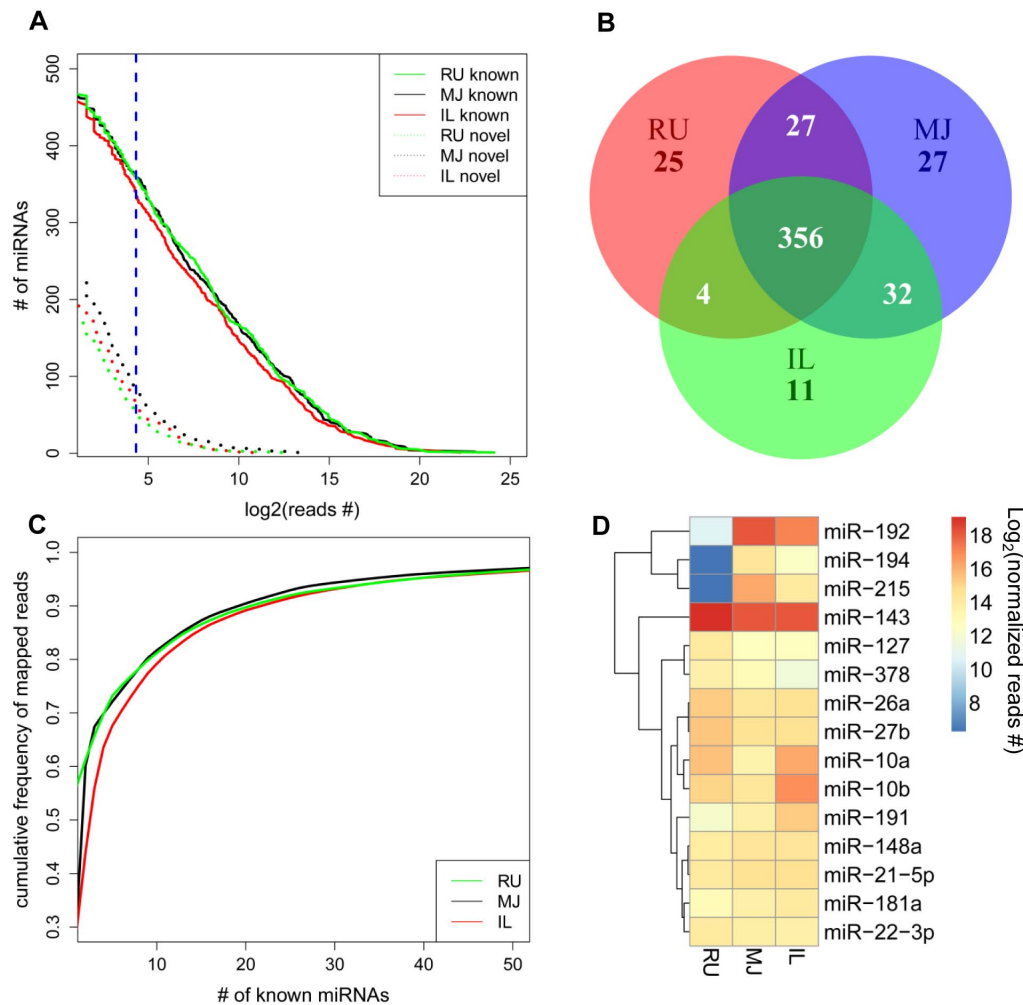 A
500
400
300
200
100
0
# of miRNAs
5
10
15
20
25
log2(reads #)
RU known
MJ known
IL known
RU novel
MJ novel
IL novel
B
RU
25
27
MJ
27
356
4
32
IL
11
C
1.0
0.9
0.8
0.7
0.6
0.5
0.4
0.3
cumulative frequency of mapped reads
10
20
30
40
50
# of known miRNAs
RU
MJ
IL
D
miR−192
miR−194
miR−215
miR−143
miR−127
miR−378
miR−26a
miR−27b
miR−10a
miR−10b
miR−191
miR−148a
miR−21−5p
miR−181a
miR−22−3p
RU
MJ
IL
18
16
14
12
10
8
Log₂(normalized reads #)